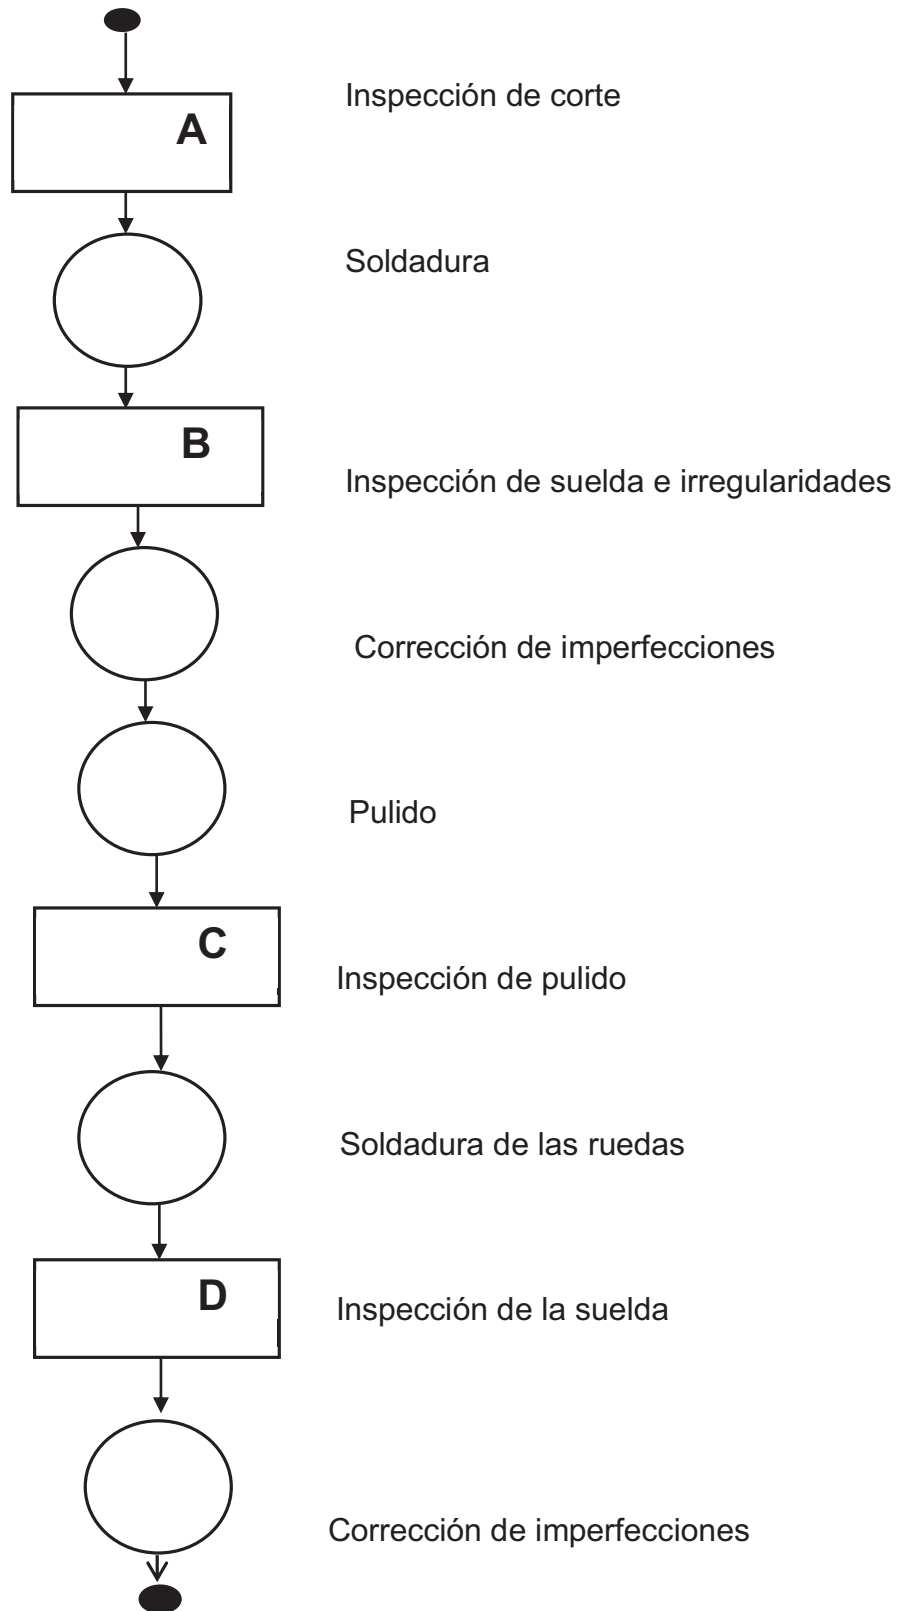 Inspección de corte
A
Soldadura
B
Inspección de suelda e irregularidades
Corrección de imperfecciones
Pulido
C
Inspección de pulido
Soldadura de las ruedas
D
Inspección de la suelda
Corrección de imperfecciones